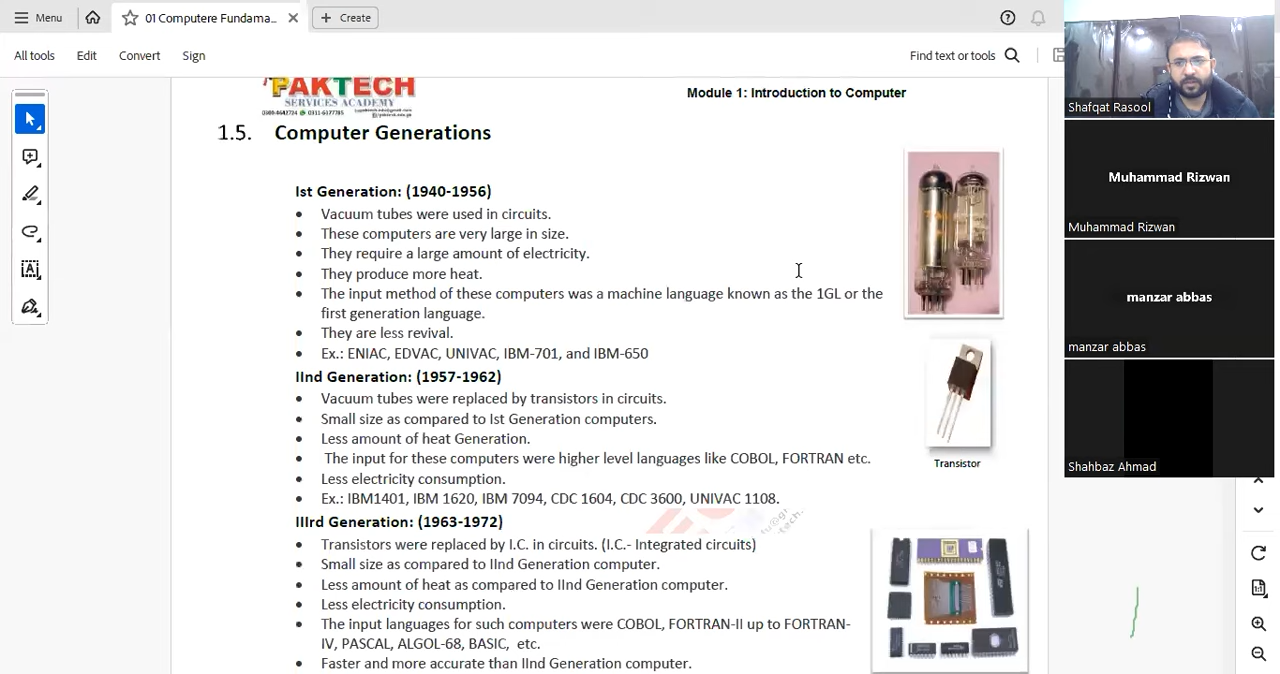 Menu
01 Computere Fundama...
Create
All tools
Edit
Convert
Sign
Find text or tools
PAKTECH
SERVICES ACADEMY
Module 1: Introduction to Computer
1.5. Computer Generations
Ist Generation: (1940-1956)
• Vacuum tubes were used in circuits.
• These computers are very large in size.
• They require a large amount of electricity.
• They produce more heat.
• The input method of these computers was a machine language known as the 1GL or the
first generation language.
• They are less revival.
• Ex.: ENIAC, EDVAC, UNIVAC, IBM-701, and IBM-650
IInd Generation: (1957-1962)
• Vacuum tubes were replaced by transistors in circuits.
• Small size as compared to Ist Generation computers.
• Less amount of heat Generation.
• The input for these computers were higher level languages like COBOL, FORTRAN etc.
• Less electricity consumption.
• Ex.: IBM1401, IBM 1620, IBM 7094, CDC 1604, CDC 3600, UNIVAC 1108.
Transistor
IIIrd Generation: (1963-1972)
• Transistors were replaced by I.C. in circuits. (I.C.- Integrated circuits)
• Small size as compared to IInd Generation computer.
• Less amount of heat as compared to IInd Generation computer.
• Less electricity consumption.
• The input languages for such computers were COBOL, FORTRAN-II up to FORTRAN-
IV, PASCAL, ALGOL-68, BASIC, etc.
• Faster and more accurate than IInd Generation computer.
Shafqat Rasool
Muhammad Rizwan
Muhammad Rizwan
manzar abbas
manzar abbas
Shahbaz Ahmad